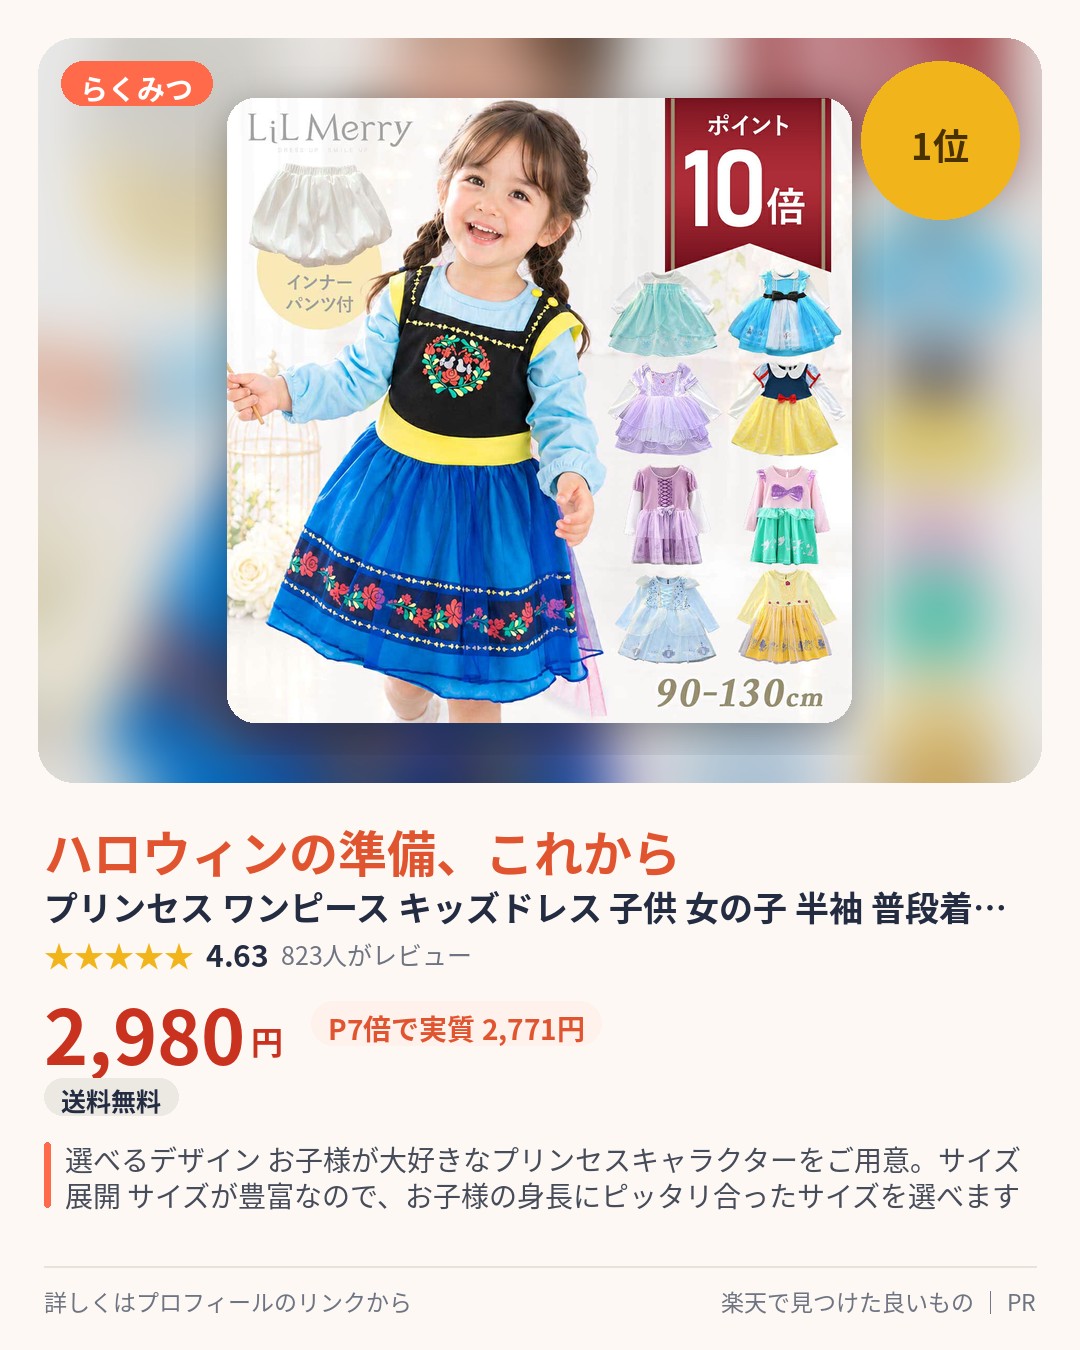 らくみつ
1位
LiL Merry
インナー
パンツ付
ポイント
10倍
90-130cm
ハロウィンの準備、これから
プリンセス ワンピース キッズドレス 子供 女の子 半袖 普段着…
★★★★★ 4.63 823人がレビュー
2,980円 P7倍で実質 2,771円
送料無料
選べるデザイン お子様が大好きなプリンセスキャラクターをご用意。サイズ
展開 サイズが豊富なので、お子様の身長にピッタリ合ったサイズを選べます
詳しくはプロフィールのリンクから
楽天で見つけた良いもの | PR